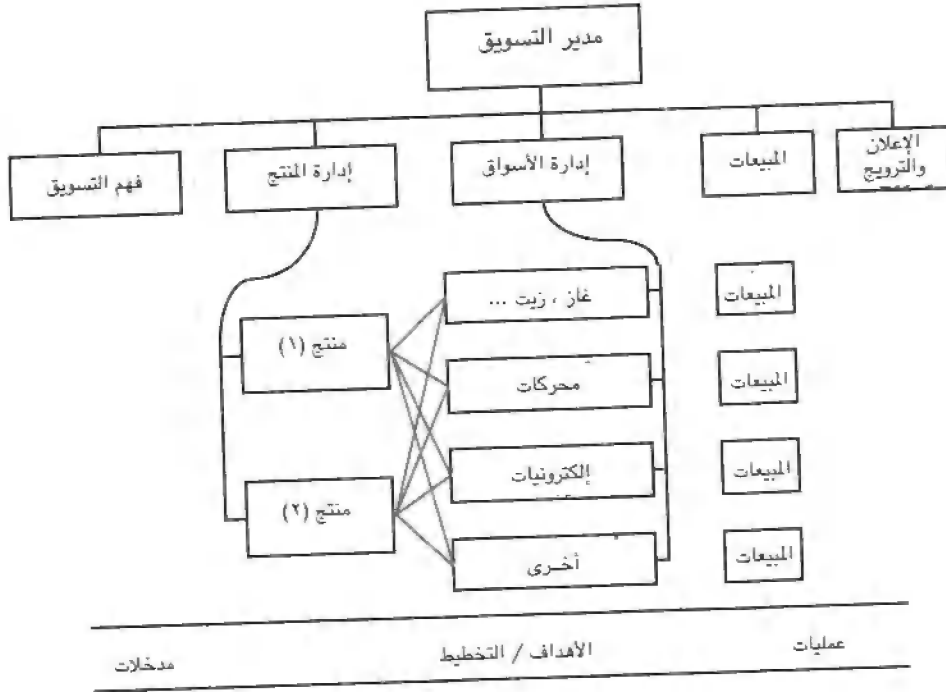 مدير التسويق
الإعلان
والترويج
المبيعات
إدارة الأسواق
إدارة المنتج
فهم التسويق
المبيعات
غاز ، زيت ...
منتج (١)
المبيعات
محركات
المبيعات
إلكترونيات
منتج (٢)
المبيعات
أخـرى
عمليات
الأهداف / التخطيط
مدخلات